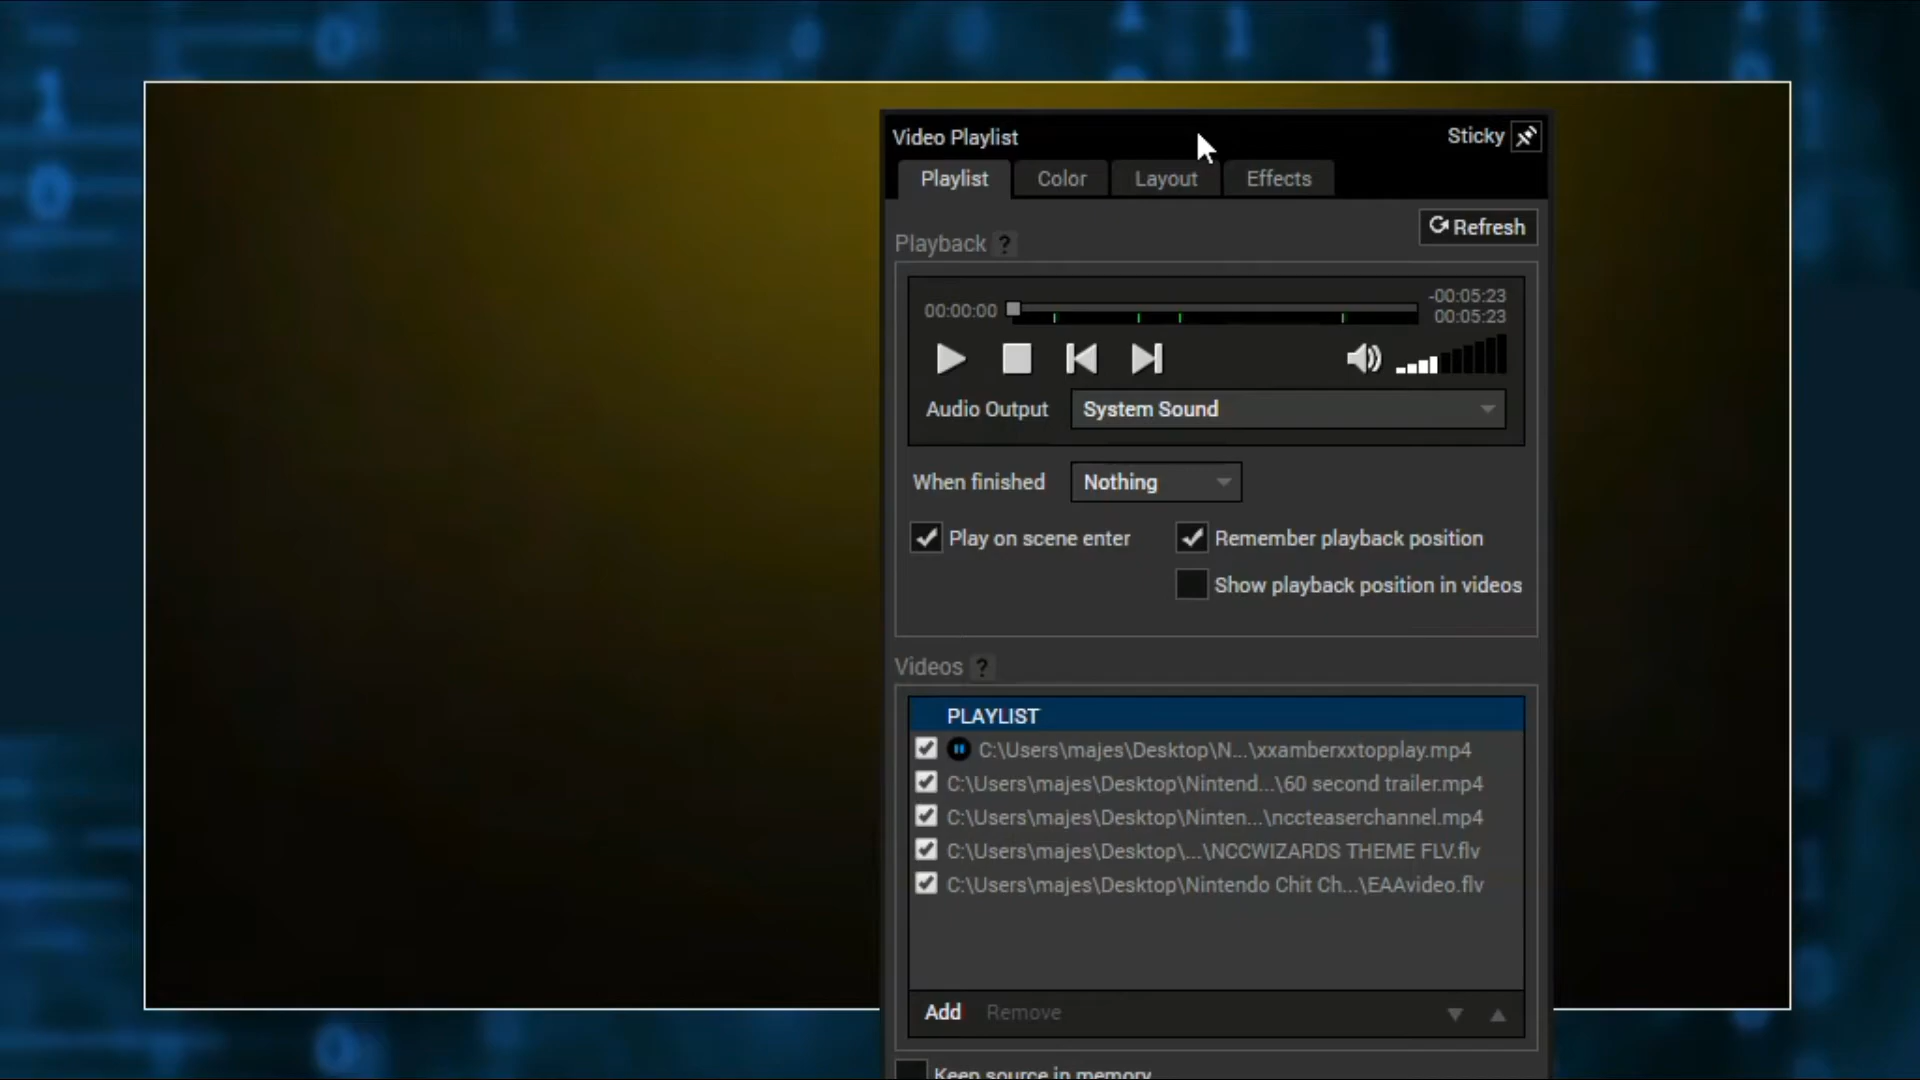 Video Playlist
Sticky
Playlist Color Layout Effects
Refresh
Playback ?
00:00:00
-00:05:23
00:05:23
Audio Output System Sound
When finished Nothing
Play on scene enter Remember playback position
Show playback position in videos
Videos ?
PLAYLIST
C:\Users\majes\Desktop\N...\xxamberxxtopplay.mp4
C:\Users\majes\Desktop\Nintend...\60 second trailer.mp4
C:\Users\majes\Desktop\Ninten...\nccteaserchannel.mp4
C:\Users\majes\Desktop\...\NCCWIZARDS THEME FLV.flv
C:\Users\majes\Desktop\Nintendo Chit Ch...\EAAvideo.flv
Add Remove
Keep source in memory